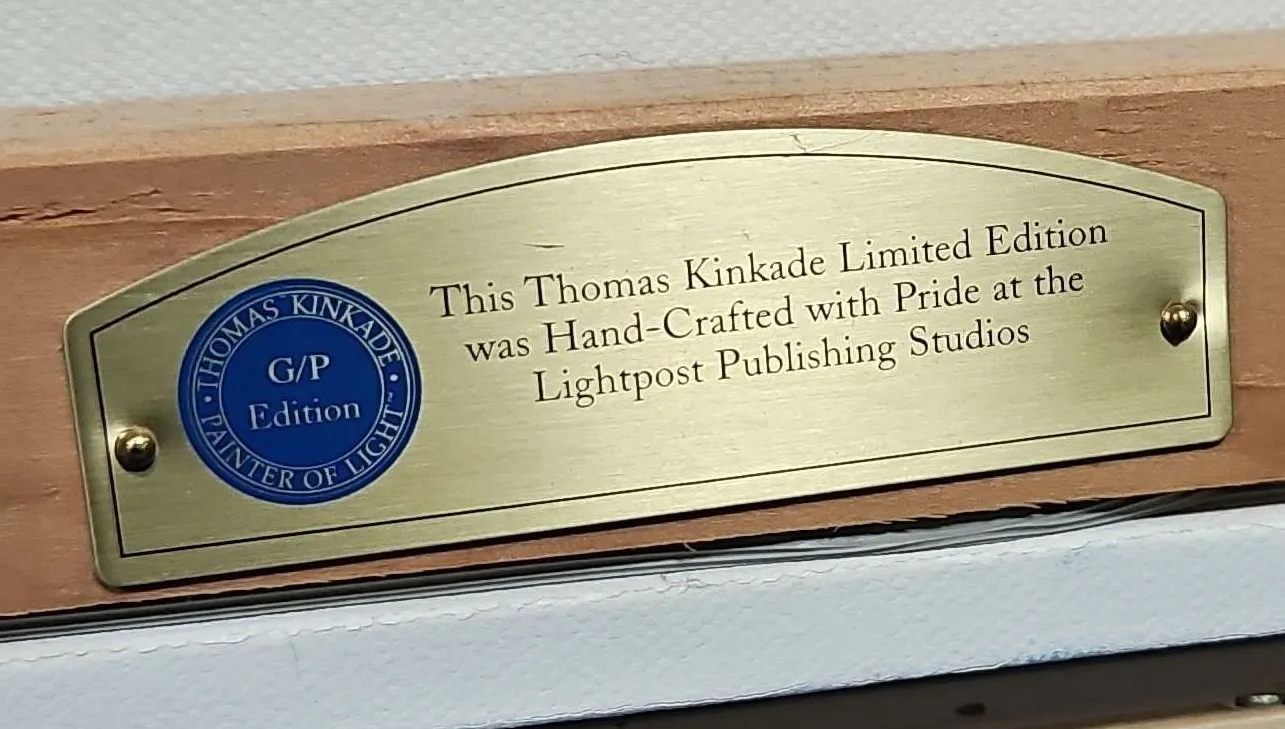 THOMAS KINKADE
G/P
Edition
PAINTER OF LIGHT™
This Thomas Kinkade Limited Edition
was Hand-Crafted with Pride at the
Lightpost Publishing Studios